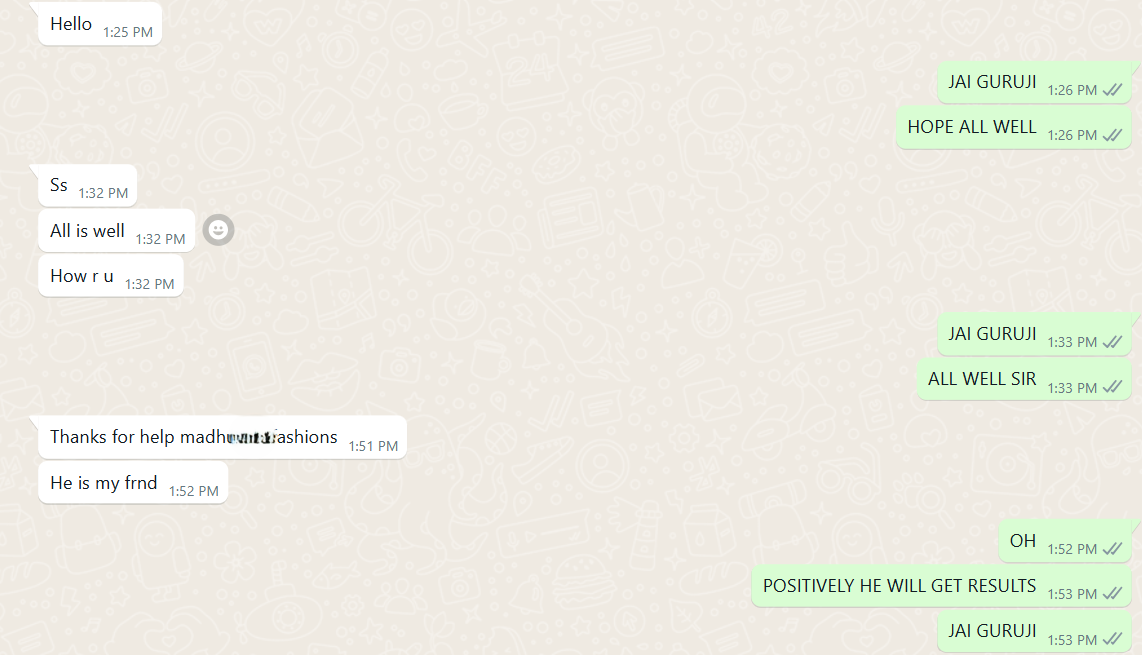 Hello 1:25 PM
JAI GURUJI 1:26 PM
HOPE ALL WELL 1:26 PM
Ss 1:32 PM
All is well 1:32 PM
How r u 1:32 PM
JAI GURUJI 1:33 PM
ALL WELL SIR 1:33 PM
Thanks for help 1:51 PM
He is my frnd 1:52 PM
OH 1:52 PM
POSITIVELY HE WILL GET RESULTS 1:53 PM
JAI GURUJI 1:53 PM